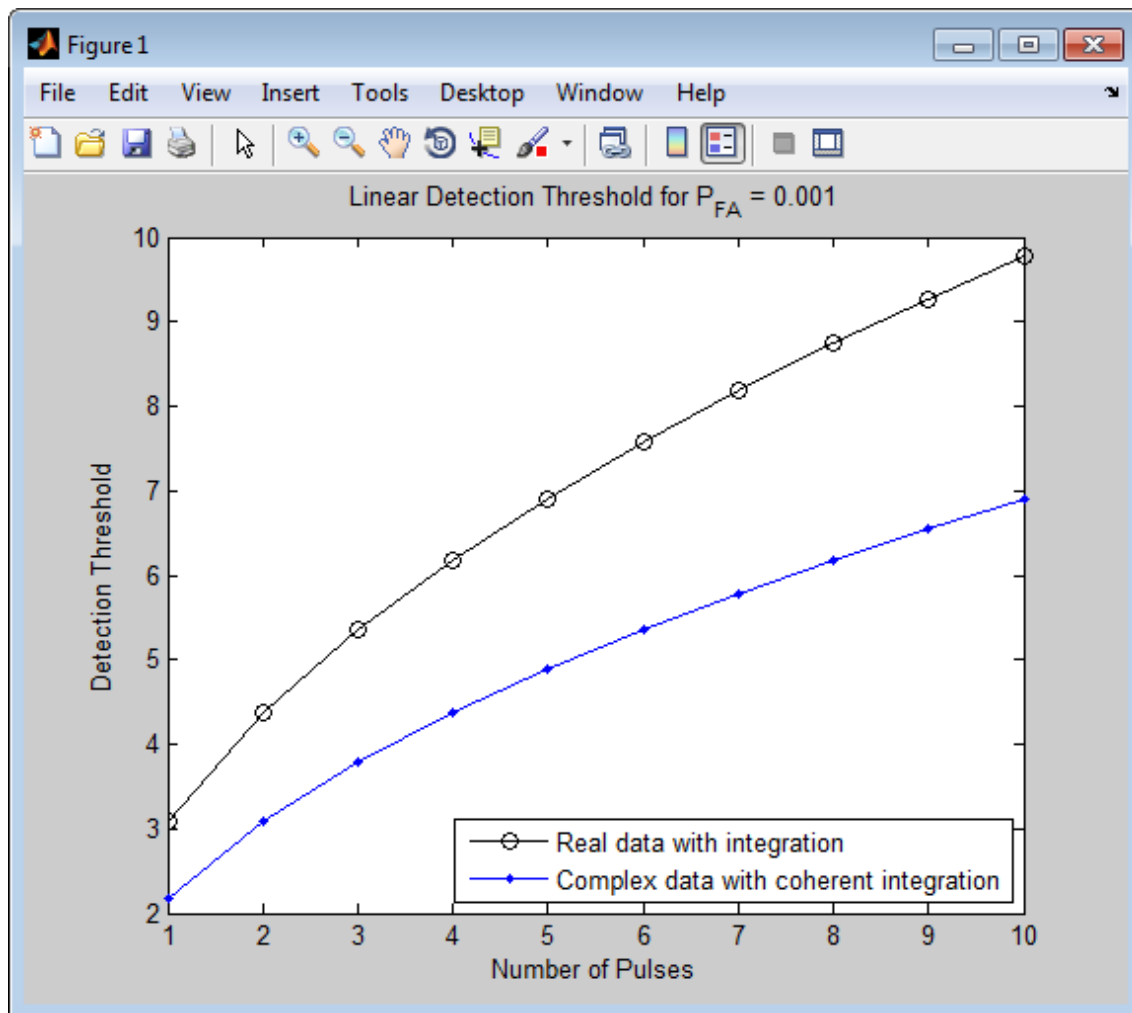 Figure 1
File Edit View Insert Tools Desktop Window Help
Linear Detection Threshold for P_FA = 0.001
10
9
8
7
6
5
4
3
2
Detection Threshold
Real data with integration
Complex data with coherent integration
1 2 3 4 5 6 7 8 9 10
Number of Pulses